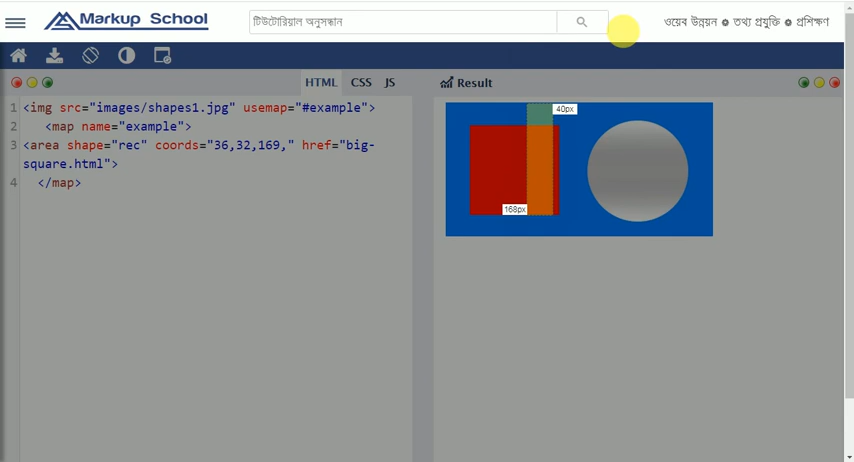 Markup School
টিউটোরিয়াল অনুসন্ধান
ওয়েব উন্নয়ন
তথ্য প্রযুক্তি
প্রশিক্ষণ
HTML
CSS
JS
Result
1 <img src="images/shapes1.jpg" usemap="#example">
2 <map name="example">
3 <area shape="rec" coords="36,32,169," href="big-
square.html">
4 </map>
40px
168px